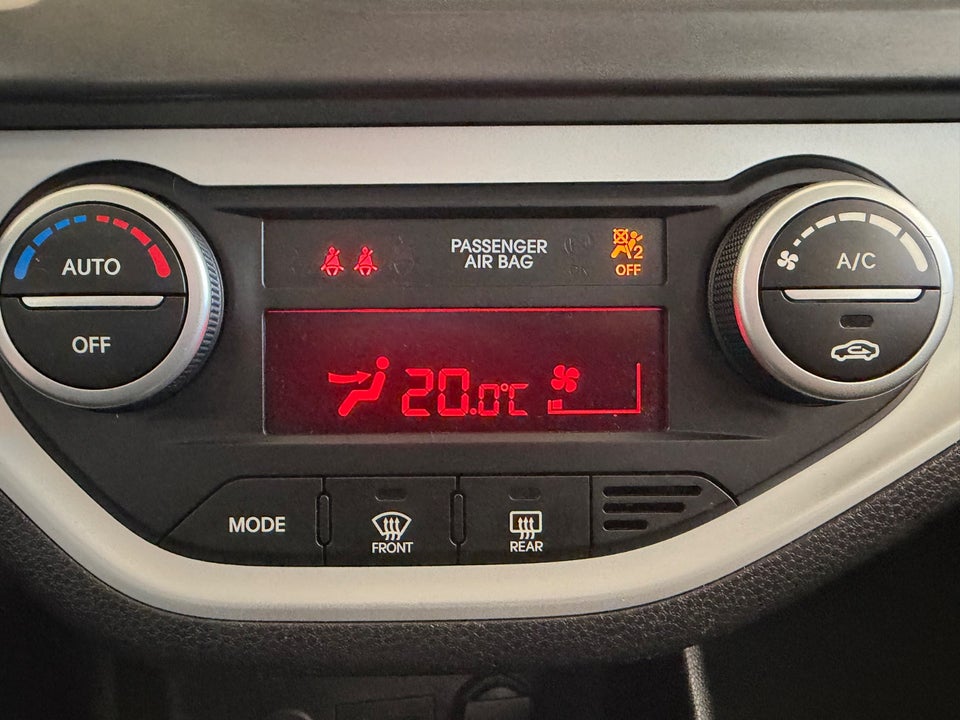 PASSENGER
AIR BAG
2
OFF
AUTO
OFF
A/C
20.0°C
MODE
FRONT
REAR